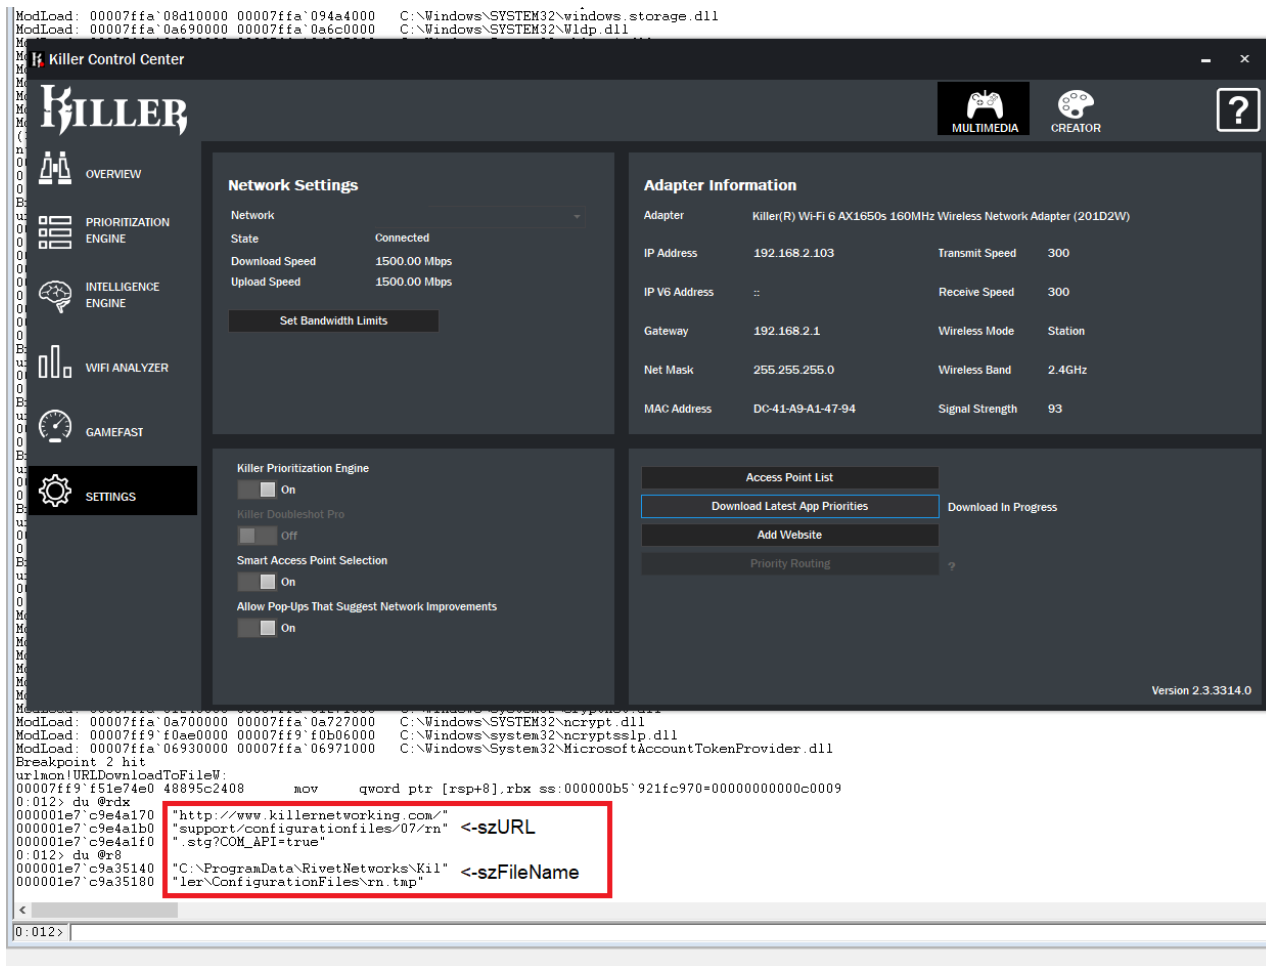 ModLoad: 00007ffa`08d10000 00007ffa`094a4000   C:\Windows\SYSTEM32\windows.storage.dll
ModLoad: 00007ffa`0a690000 00007ffa`0a6c0000   C:\Windows\SYSTEM32\Wldp.dll
Killer Control Center
KILLER
MULTIMEDIA
CREATOR
?
OVERVIEW
PRIORITIZATION
ENGINE
INTELLIGENCE
ENGINE
WIFI ANALYZER
GAMEFAST
SETTINGS
Network Settings
Network
State Connected
Download Speed 1500.00 Mbps
Upload Speed 1500.00 Mbps
Set Bandwidth Limits
Adapter Information
Adapter Killer(R) Wi-Fi 6 AX1650s 160MHz Wireless Network Adapter (201D2W)
IP Address 192.168.2.103 Transmit Speed 300
IP V6 Address :: Receive Speed 300
Gateway 192.168.2.1 Wireless Mode Station
Net Mask 255.255.255.0 Wireless Band 2.4GHz
MAC Address DC-41-A9-A1-47-94 Signal Strength 93
Killer Prioritization Engine
On
Killer Doubleshot Pro
Off
Smart Access Point Selection
On
Allow Pop-Ups That Suggest Network Improvements
On
Access Point List
Download Latest App Priorities Download In Progress
Add Website
Priority Routing ?
Version 2.3.3314.0
ModLoad: 00007ffa`0a700000 00007ffa`0a727000   C:\Windows\SYSTEM32\ncrypt.dll
ModLoad: 00007ff9`f0ae0000 00007ff9`f0b06000   C:\Windows\system32\ncryptsslp.dll
ModLoad: 00007ffa`06930000 00007ffa`06971000   C:\Windows\System32\MicrosoftAccountTokenProvider.dll
Breakpoint 2 hit
urlmon!URLDownloadToFileW:
00007ff9`f51e74e0 48895c2408      mov     qword ptr [rsp+8],rbx ss:000000b5`921fc970=00000000000c0009
0:012> du @rdx
000001e7`c9e4a170  "http://www.killernetworking.com/"
000001e7`c9e4a1b0  "support/configurationfiles/07/rn" <-szURL
000001e7`c9e4a1f0  ".stg?COM_API=true"
0:012> du @r8
000001e7`c9a35140  "C:\ProgramData\RivetNetworks\Kil" <-szFileName
000001e7`c9a35180  "ler\ConfigurationFiles\rn.tmp"
0:012>